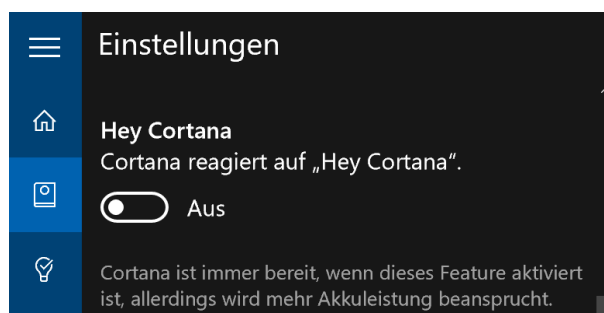 Einstellungen
Hey Cortana
Cortana reagiert auf „Hey Cortana“.
Aus
Cortana ist immer bereit, wenn dieses Feature aktiviert
ist, allerdings wird mehr Akkuleistung beansprucht.